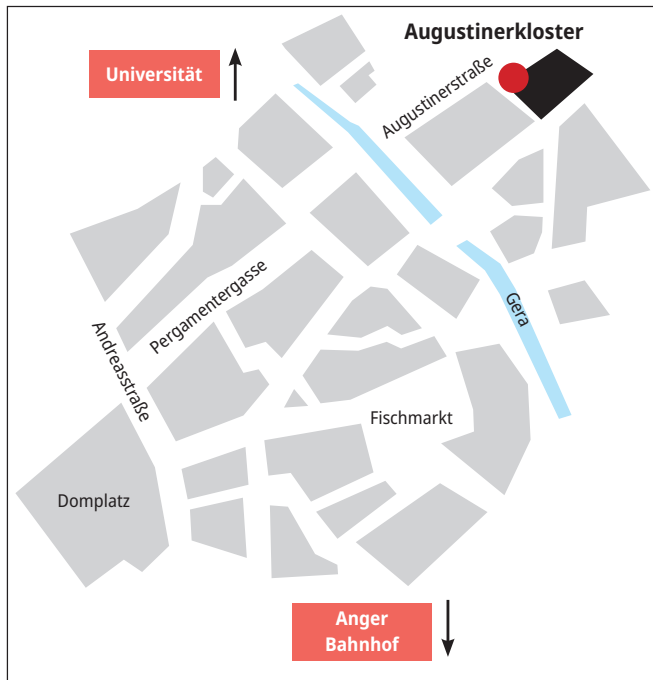 Augustinerkloster
Universität
Augustinerstraße
Pergamentergasse
Gera
Andreasstraße
Fischmarkt
Domplatz
Anger
Bahnhof